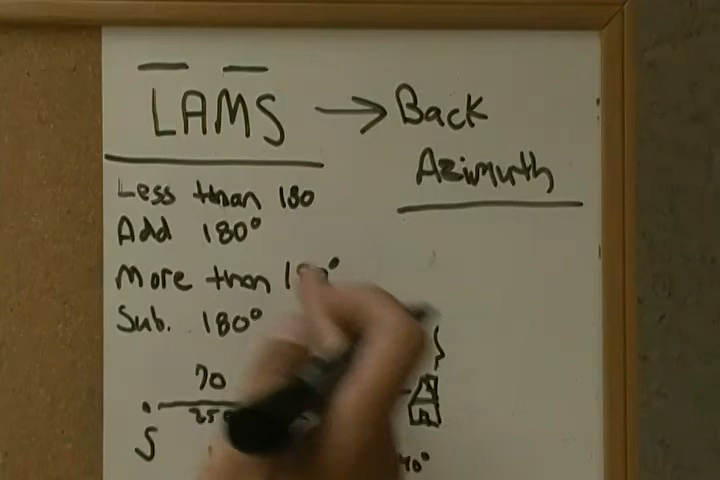 LAMS → Back
Azimuth
Less than 180
Add 180°
More than
Sub. 180°
70